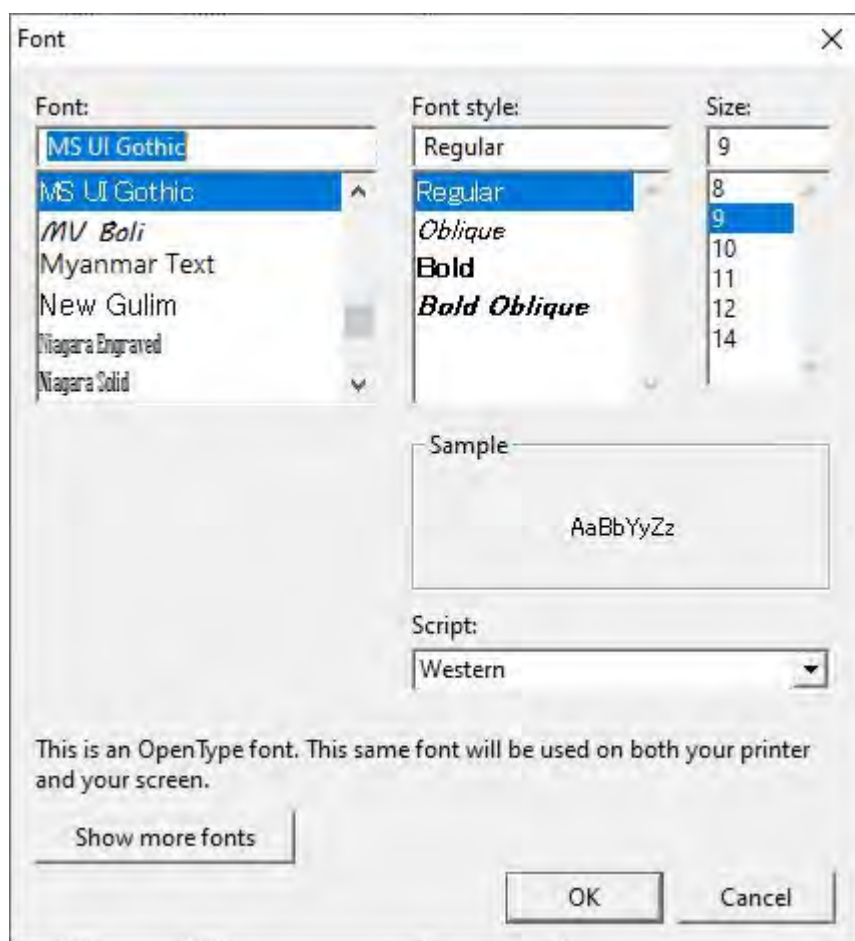 Font
Font:
MS UI Gothic
MS UI Gothic
MV Boli
Myanmar Text
New Gulim
Niagara Engraved
Niagara Solid
Font style:
Regular
Regular
Oblique
Bold
Bold Oblique
Size:
9
8
9
10
11
12
14
Sample
AaBbYyZz
Script:
Western
This is an OpenType font. This same font will be used on both your printer
and your screen.
Show more fonts
OK
Cancel